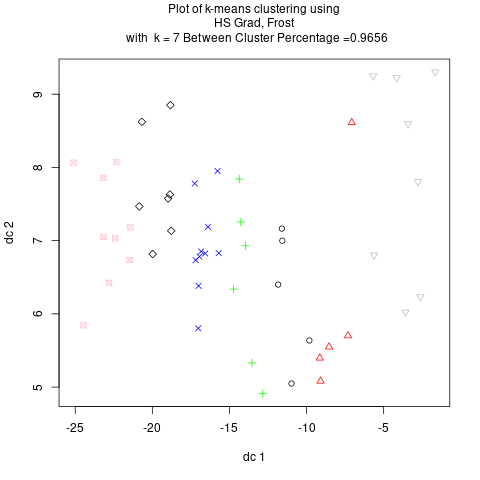 Plot of k-means clustering using
HS Grad, Frost
with k = 7 Between Cluster Percentage =0.9656
dc 2
9
8
7
6
5
-25 -20 -15 -10 -5
dc 1